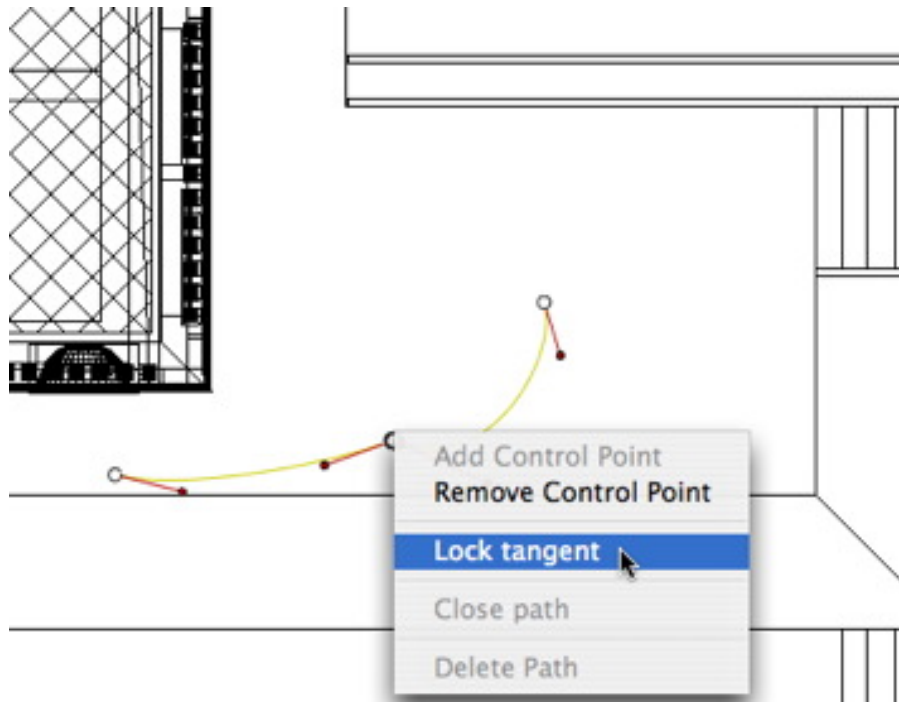 Add Control Point
Remove Control Point
Lock tangent
Close path
Delete Path